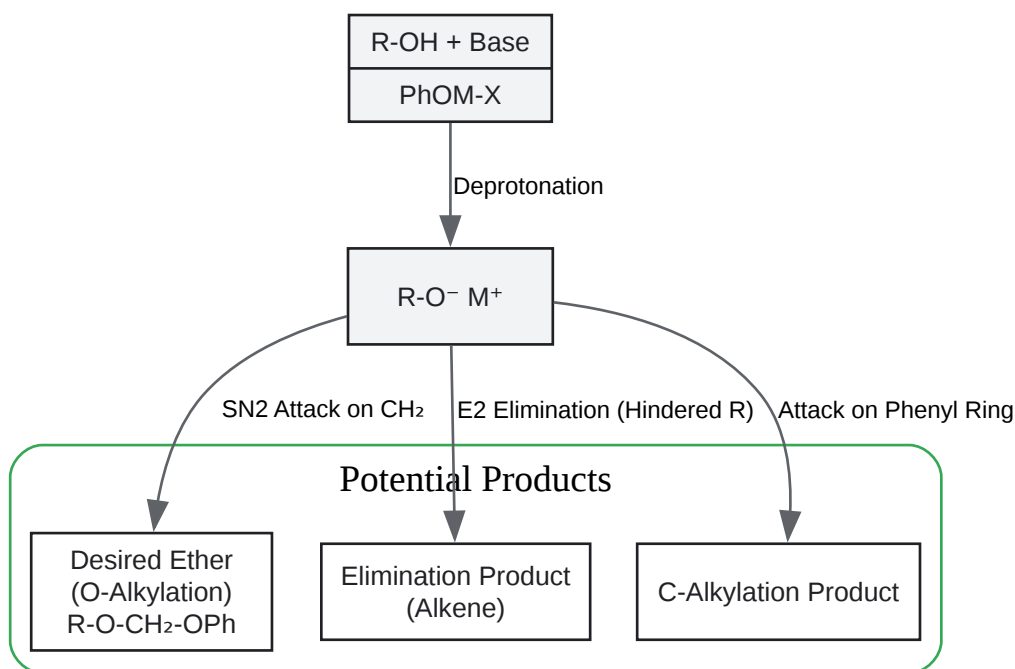 R-OH + Base
PhOM-X
Deprotonation
R-O⁻ M⁺
SN2 Attack on CH₂
E2 Elimination (Hindered R)
Attack on Phenyl Ring
Potential Products
Desired Ether
(O-Alkylation)
R-O-CH₂-OPh
Elimination Product
(Alkene)
C-Alkylation Product